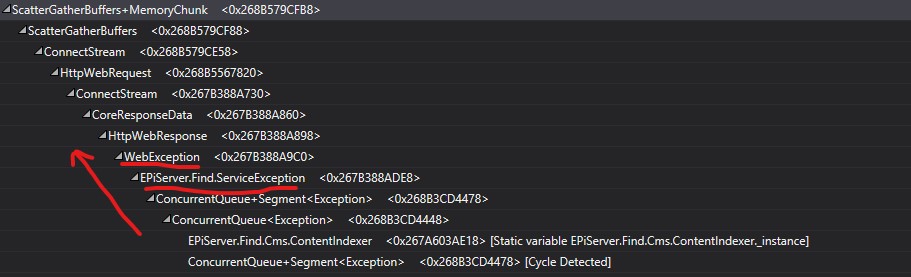 ScatterGatherBuffers+MemoryChunk <0x268B579CFB8>
ScatterGatherBuffers <0x268B579CF88>
ConnectStream <0x268B579CE58>
HttpWebRequest <0x268B5567820>
ConnectStream <0x267B388A730>
CoreResponseData <0x267B388A860>
HttpWebResponse <0x267B388A898>
WebException <0x267B388A9C0>
EPiServer.Find.ServiceException <0x267B388ADE8>
ConcurrentQueue+Segment<Exception> <0x268B3CD4478>
ConcurrentQueue<Exception> <0x268B3CD4448>
EPiServer.Find.Cms.ContentIndexer <0x267A603AE18> [Static variable EPiServer.Find.Cms.ContentIndexer._instance]
ConcurrentQueue+Segment<Exception> <0x268B3CD4478> [Cycle Detected]